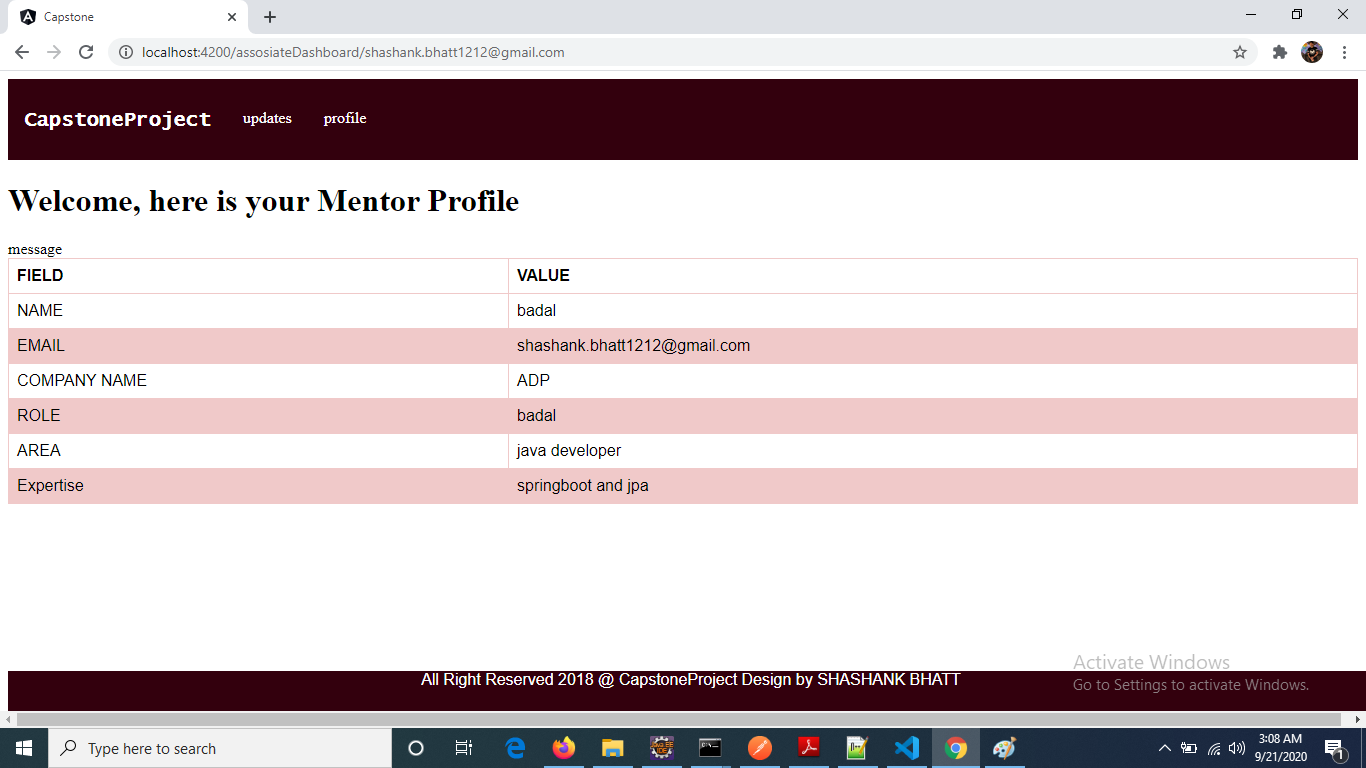 Capstone
localhost:4200/assosiateDashboard/shashank.bhatt1212@gmail.com
CapstoneProject updates profile
Welcome, here is your Mentor Profile
message
FIELD VALUE
NAME badal
EMAIL shashank.bhatt1212@gmail.com
COMPANY NAME ADP
ROLE badal
AREA java developer
Expertise springboot and jpa
Activate Windows
Go to Settings to activate Windows.
All Right Reserved 2018 @ CapstoneProject Design by SHASHANK BHATT
Type here to search
3:08 AM
9/21/2020
1